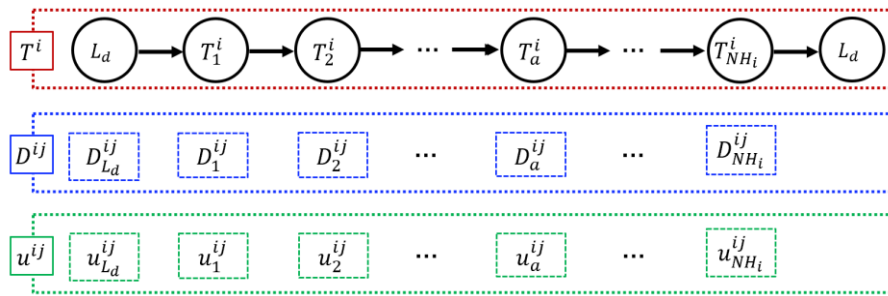 T^i L_d T_1^i T_2^i ... T_a^i ... T_{NH_i}^i L_d
D^{ij} D_{L_d}^{ij} D_1^{ij} D_2^{ij} ... D_a^{ij} ... D_{NH_i}^{ij}
u^{ij} u_{L_d}^{ij} u_1^{ij} u_2^{ij} ... u_a^{ij} ... u_{NH_i}^{ij}